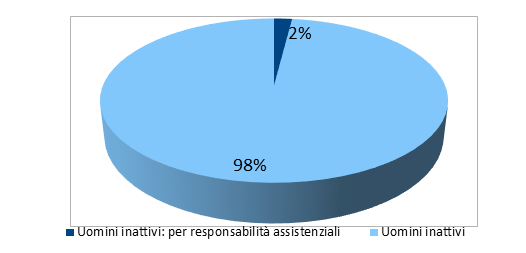 2%
98%
Uomini inattivi: per responsabilità assistenziali Uomini inattivi